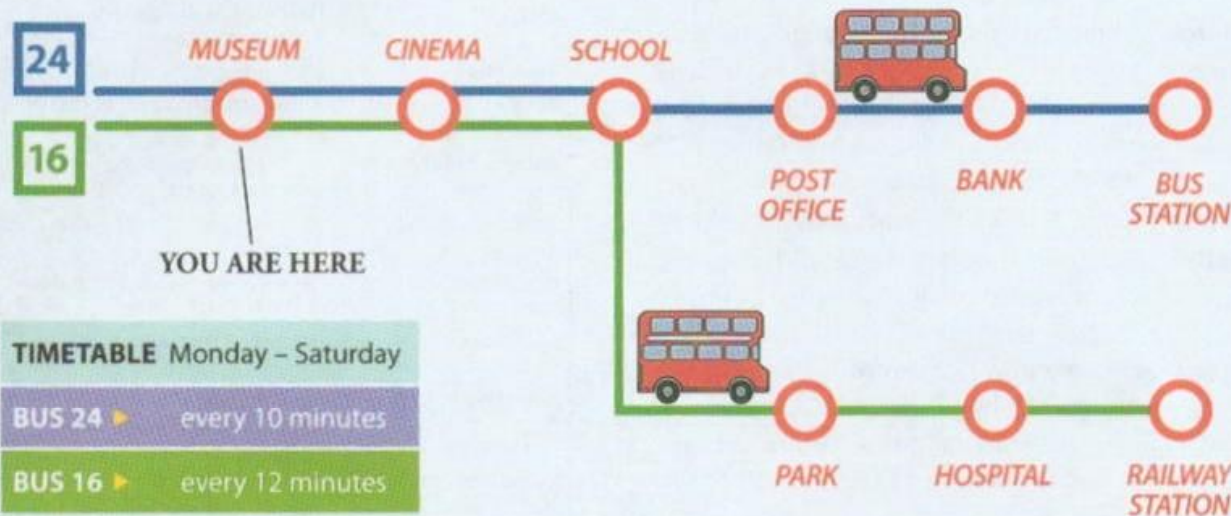 24
MUSEUM
CINEMA
SCHOOL
16
POST
OFFICE
BANK
BUS
STATION
YOU ARE HERE
TIMETABLE Monday – Saturday
BUS 24 ► every 10 minutes
BUS 16 ► every 12 minutes
PARK
HOSPITAL
RAILWAY
STATION